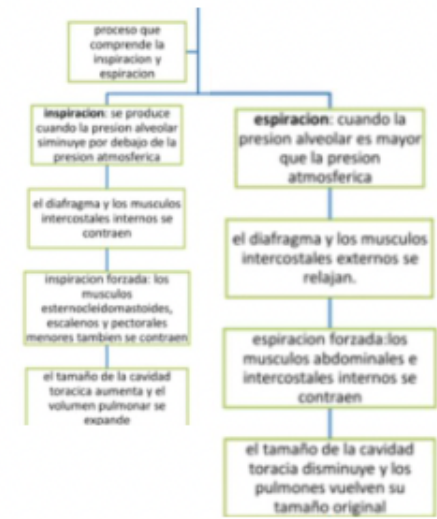 proceso que
comprende la
inspiracion y
espiracion
inspiracion: se produce
cuando la presion alveolar
siminuye por debajo de la
presion atmosferica
el diafragma y los musculos
intercostales internos se
contraen
inspiracion forzada: los
musculos
esternocleidomastoides,
escalenos y pectorales
menores tambien se contraen
el tamaño de la cavidad
toracica aumenta y el
volumen pulmonar se
expande
espiracion: cuando la
presion alveolar es mayor
que la presion
atmosferica
el diafragma y los musculos
intercostales externos se
relajan.
espiracion forzada:los
musculos abdominales e
intercostales internos se
contraen
el tamaño de la cavidad
toracia disminuye y los
pulmones vuelven su
tamaño original